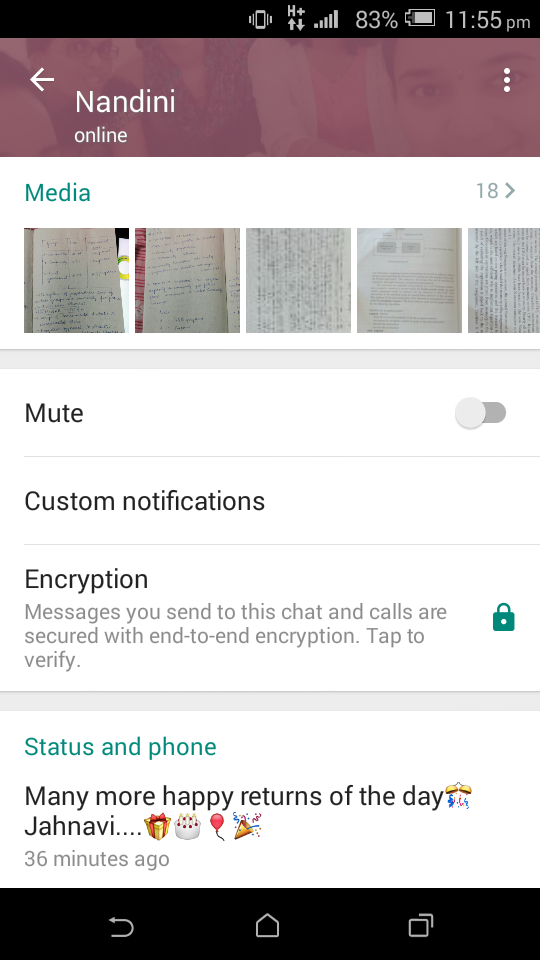 H+ 83% 11:55 pm
Nandini
online
Media 18
Mute
Custom notifications
Encryption
Messages you send to this chat and calls are
secured with end-to-end encryption. Tap to
verify.
Status and phone
Many more happy returns of the day🎊
Jahnavi....🎁🎂🎈🎉
36 minutes ago